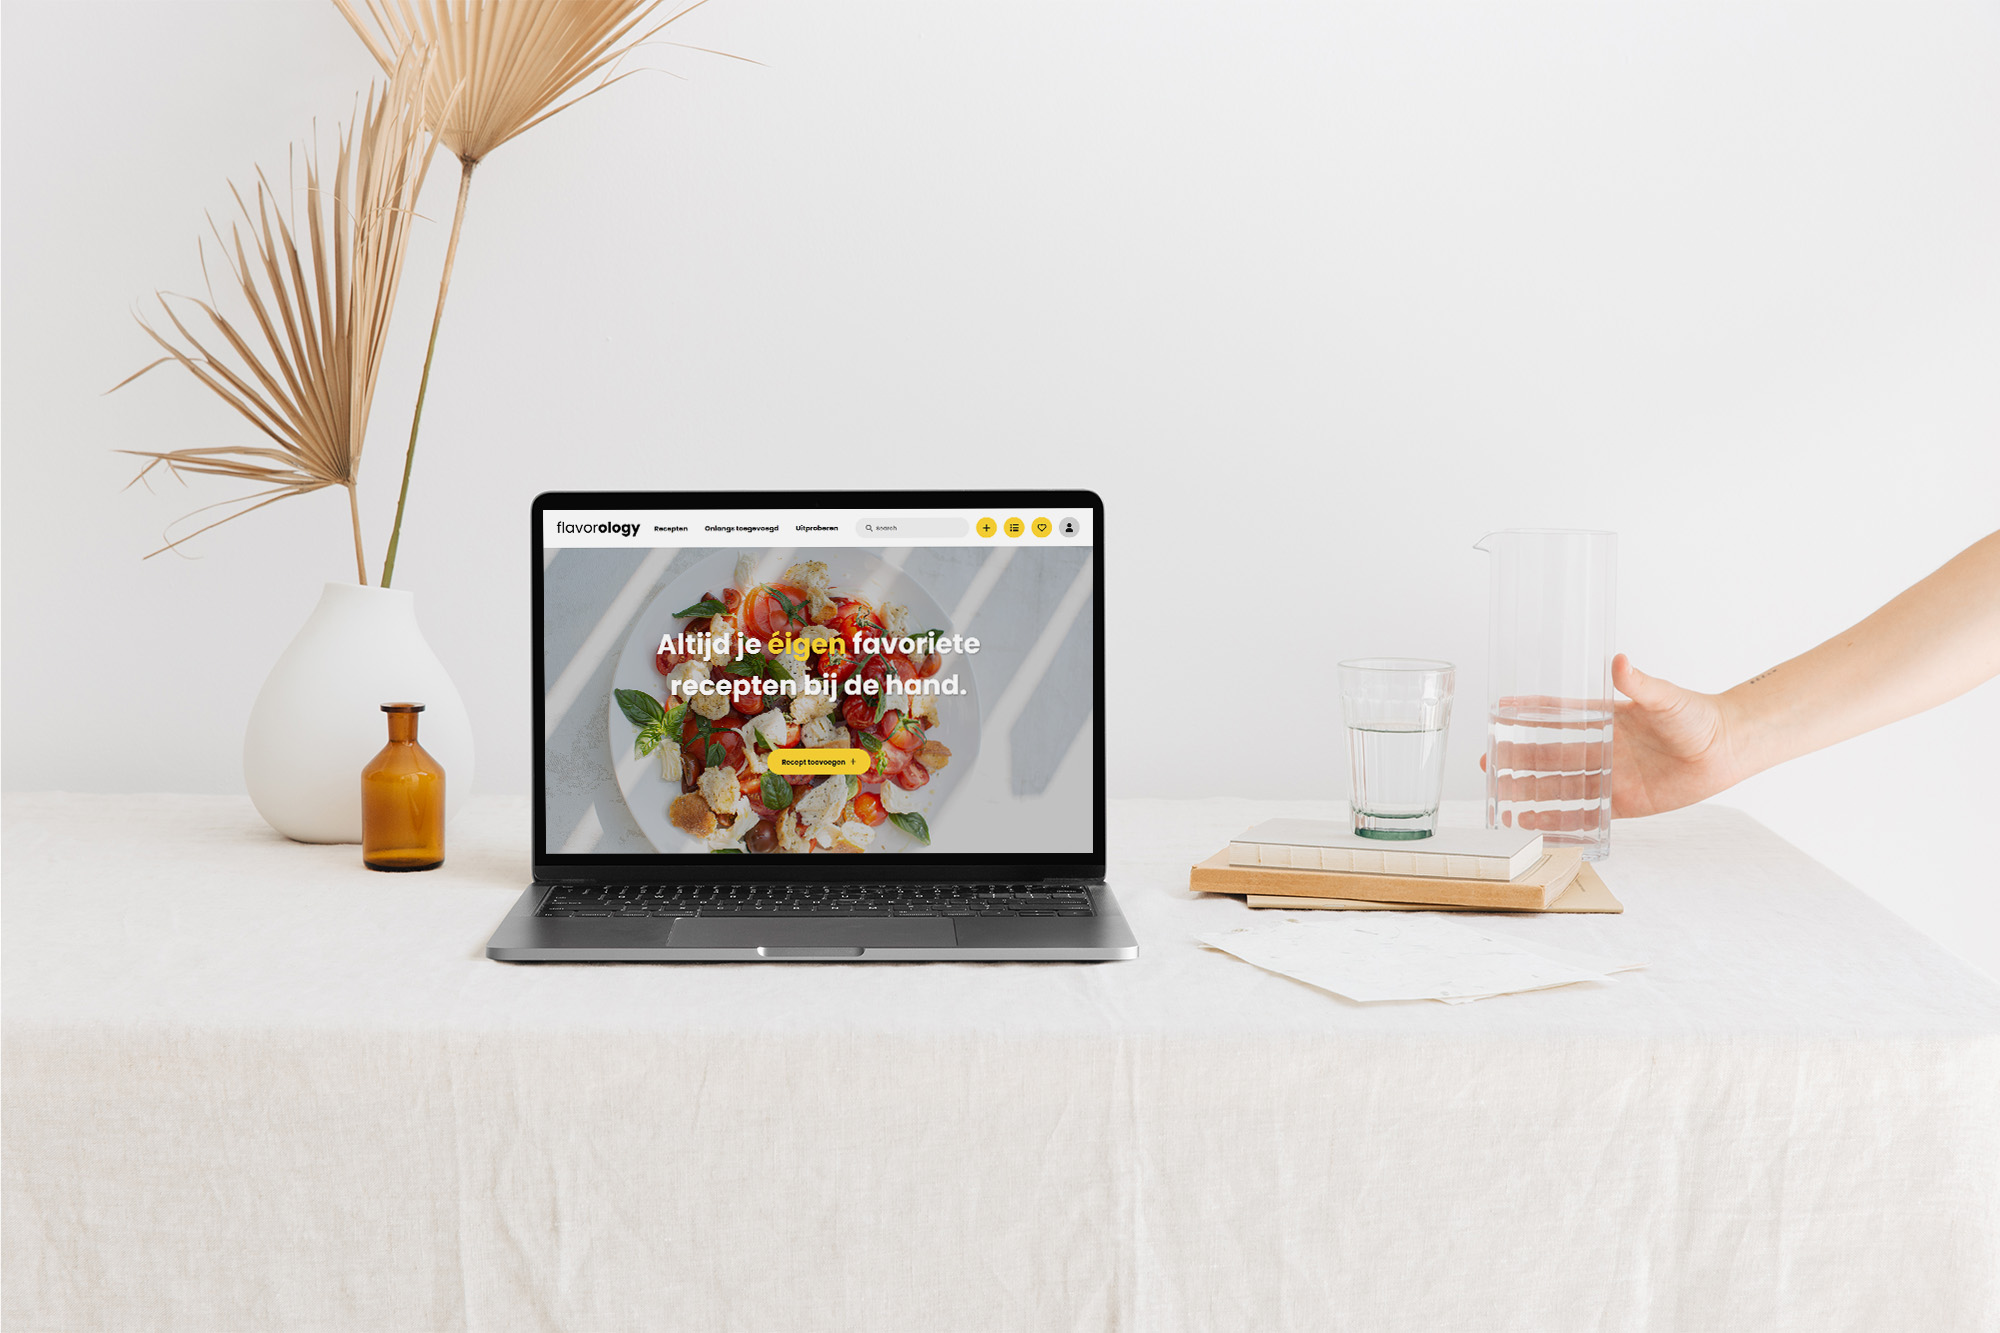 flavorology Recepten Onlangs toegevoegd Uitproberen Search
Altijd je éigen favoriete
recepten bij de hand.
Recept toevoegen +